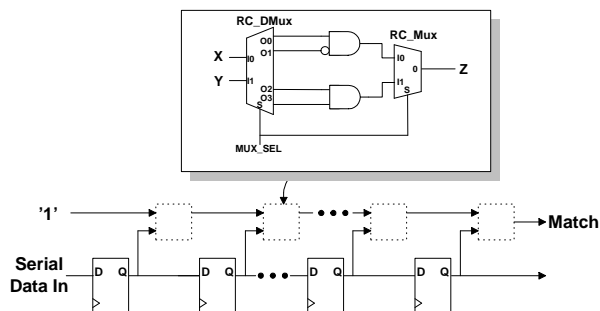 RC_DMux
RC_Mux
X
Y
I0
I1
O0
O1
O2
O3
S
I0
I1
0
S
Z
MUX_SEL
'1'
Match
Serial
Data In
D Q
D Q
D Q
D Q